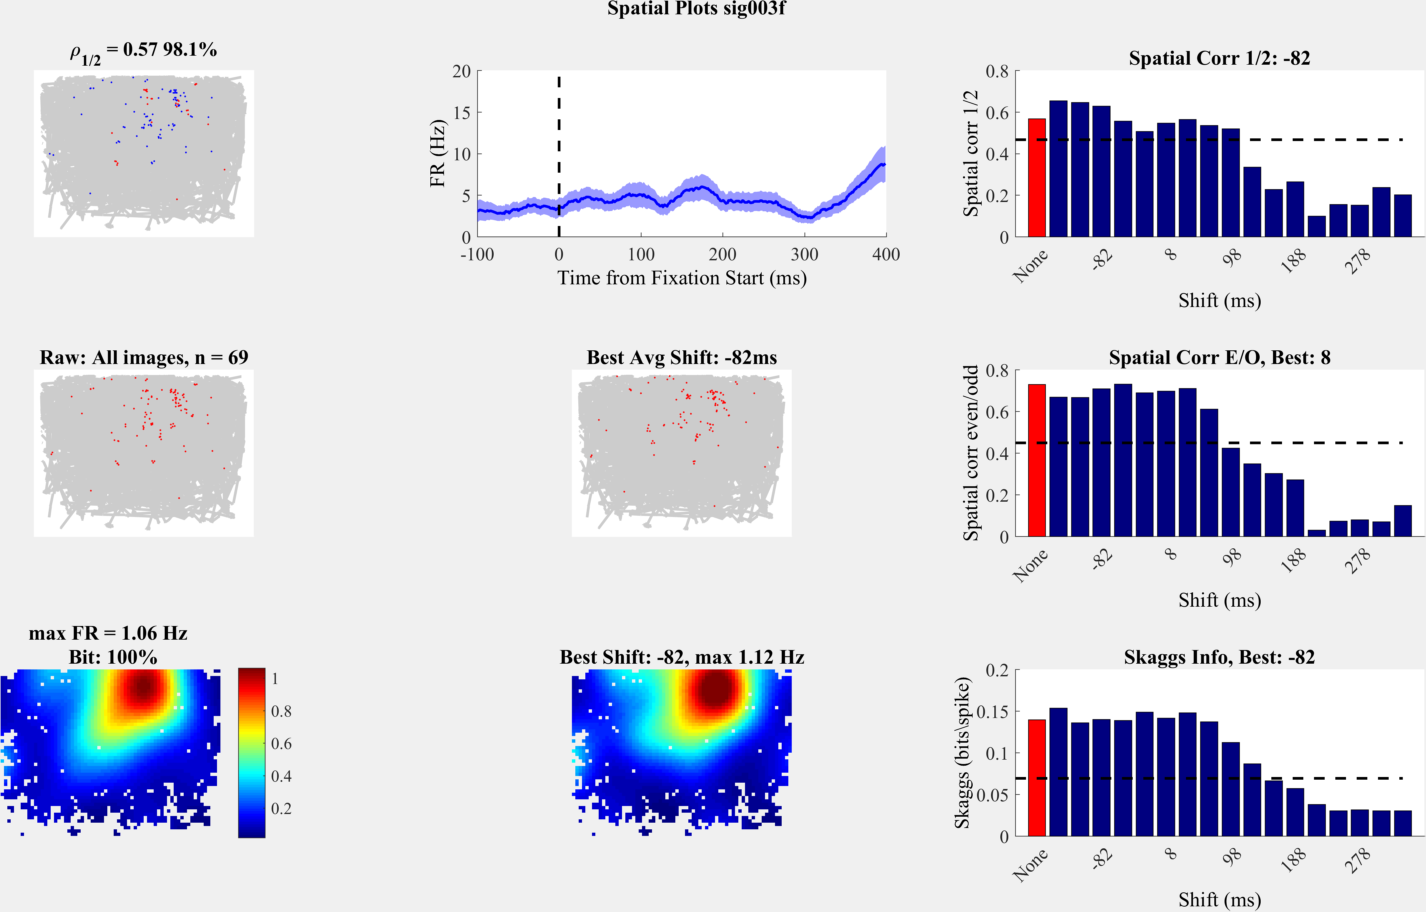 Spatial Plots sig003f
ρ1/2 = 0.57 98.1%
20
15
10
5
0
FR (Hz)
-100 0 100 200 300 400
Time from Fixation Start (ms)
Spatial Corr 1/2: -82
0.8
0.6
0.4
0.2
0
Spatial corr 1/2
None -82 8 98 188 278
Shift (ms)
Raw: All images, n = 69
Best Avg Shift: -82ms
Spatial Corr E/O, Best: 8
0.8
0.6
0.4
0.2
0
Spatial corr even/odd
None -82 8 98 188 278
Shift (ms)
max FR = 1.06 Hz
Bit: 100%
1
0.8
0.6
0.4
0.2
Best Shift: -82, max 1.12 Hz
Skaggs Info, Best: -82
0.2
0.15
0.1
0.05
0
Skaggs (bits\spike)
None -82 8 98 188 278
Shift (ms)